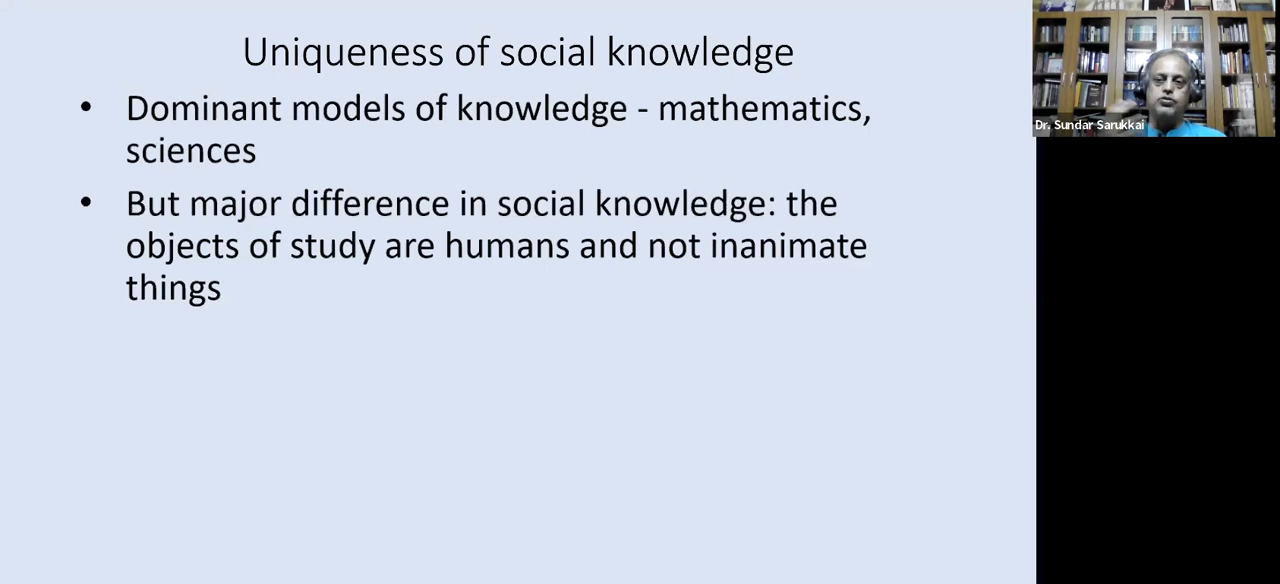 Uniqueness of social knowledge
• Dominant models of knowledge - mathematics,
sciences
• But major difference in social knowledge: the
objects of study are humans and not inanimate
things
Dr. Sundar Sarukkai